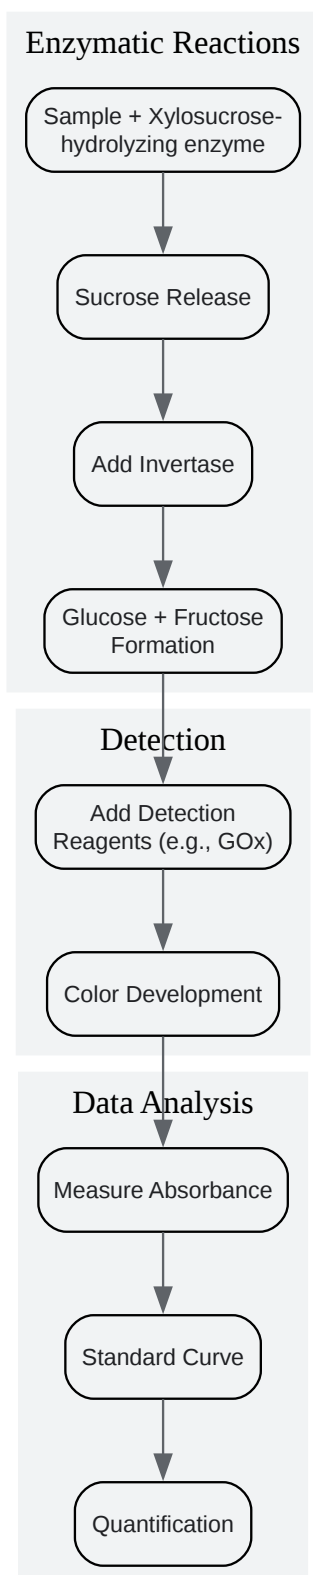 Enzymatic Reactions
Sample + Xylosucrose-
hydrolyzing enzyme
Sucrose Release
Add Invertase
Glucose + Fructose
Formation
Detection
Add Detection
Reagents (e.g., GOx)
Color Development
Data Analysis
Measure Absorbance
Standard Curve
Quantification